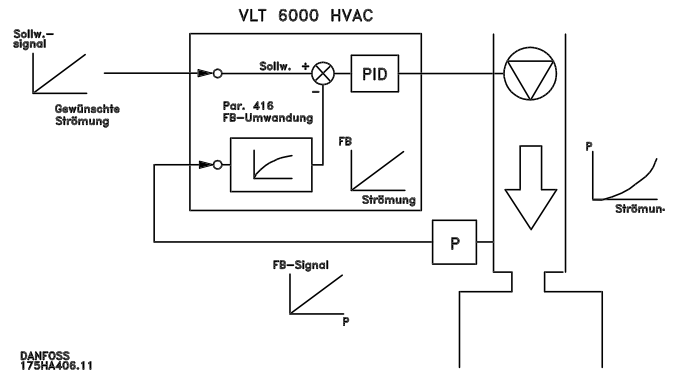 VLT 6000 HVAC
Sollw.-
signal
Gewünschte
Strömung
Sollw. +
-
PID
Par. 416
FB-Umwandung
FB
Strömung
P
Strömun-
P
FB-Signal
P
DANFOSS
175HA406.11